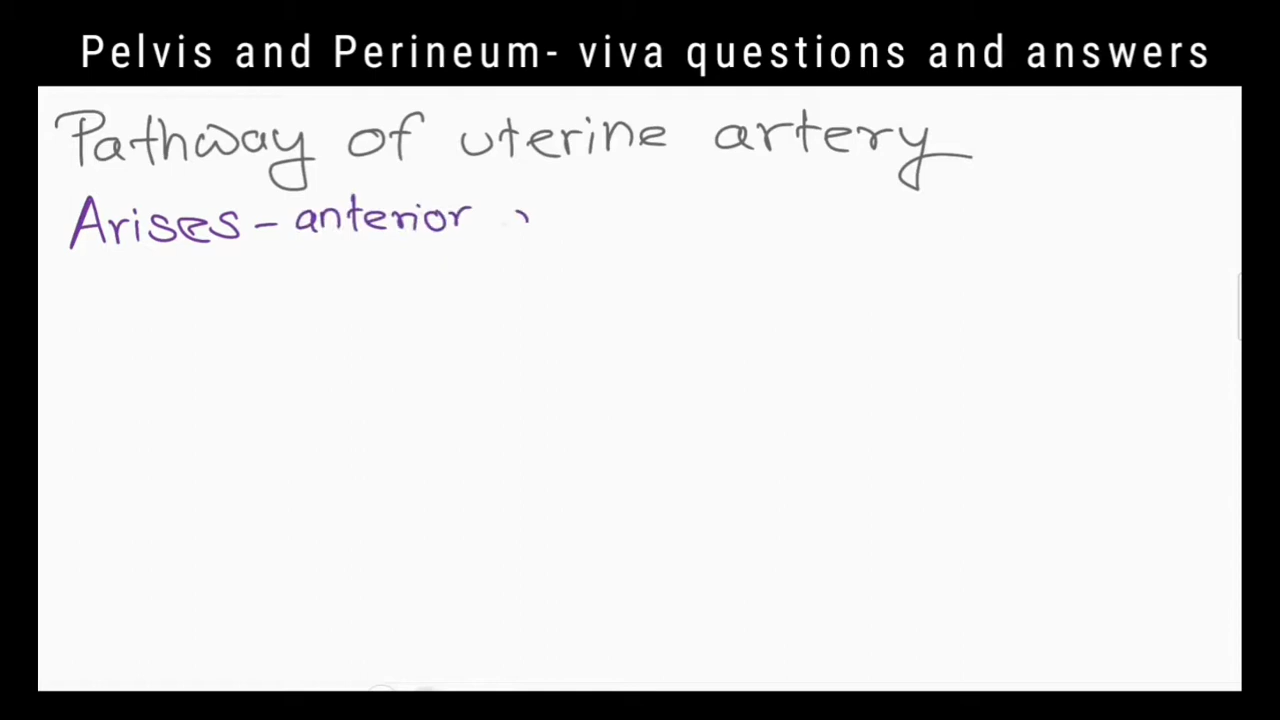 Pelvis and Perineum- viva questions and answers
Pathway of uterine artery
Arises - anterior